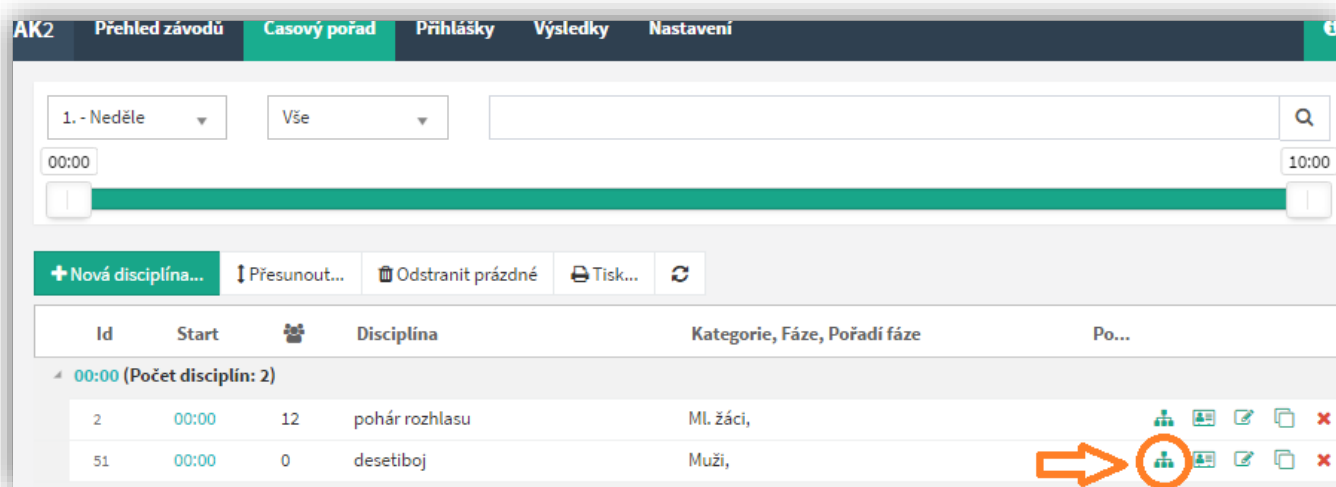 AK2 Přehled závodů Časový pořad Přihlášky Výsledky Nastavení
1. - Neděle Vše
00:00 10:00
Nová disciplína... Přesunout... Odstranit prázdné Tisk...
Id Start Disciplína Kategorie, Fáze, Pořadí fáze Po...
00:00 (Počet disciplín: 2)
2 00:00 12 pohár rozhlasu Ml. žáci,
51 00:00 0 desetiboj Muži,